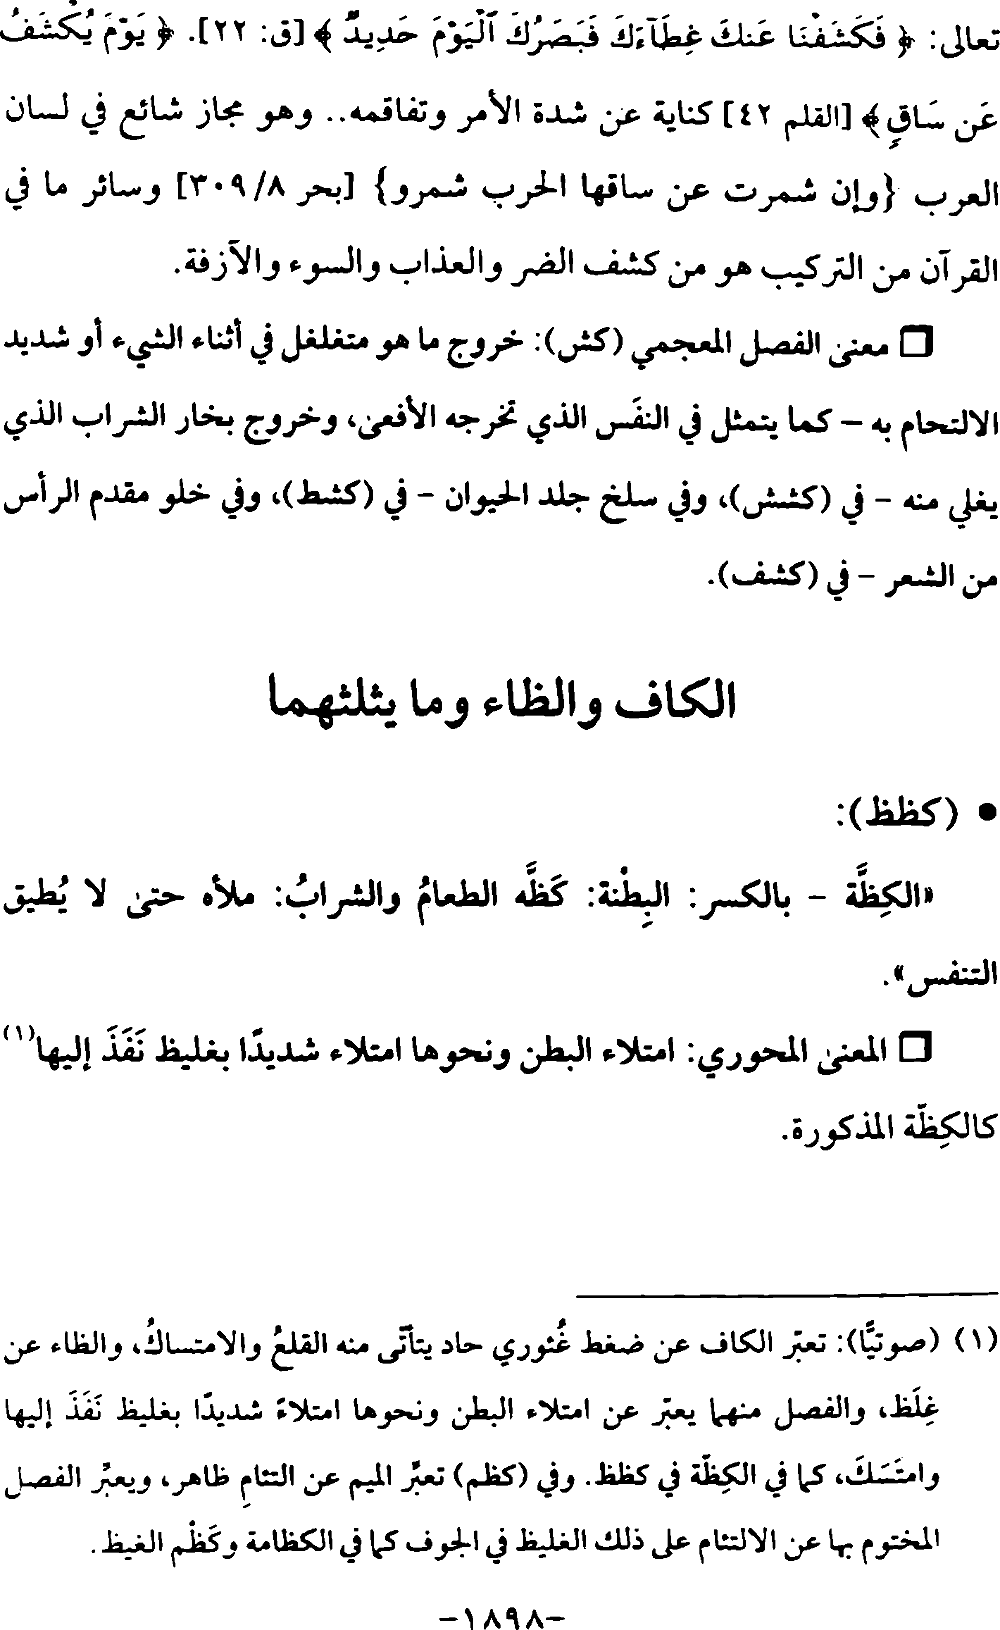 تعالى: ﴿ فَكَشَفْنَا عَنكَ غِطَآءَكَ فَبَصَرُكَ ٱلْيَوْمَ حَدِيدٌ ﴾ [ق: ٢٢]. ﴿ يَوْمَ يُكْشَفُ
عَن سَاقٍ ﴾ [القلم ٤٢] كناية عن شدة الأمر وتفاقمه.. وهو مجاز شائع في لسان
العرب {وإن شمرت عن ساقها الحرب شمرو} [بحر ٨/ ٣٠٩] وسائر ما في
القرآن من التركيب هو من كشف الضر والعذاب والسوء والآزفة.
□ معنى الفصل المعجمي (كش): خروج ما هو متغلغل في أثناء الشيء أو شديد
الالتحام به – كما يتمثل في النفَس الذي تخرجه الأفعى، وخروج بخار الشراب الذي
يغلي منه – في (كشش)، وفي سلخ جلد الحيوان – في (كشط)، وفي خلو مقدم الرأس
من الشعر – في (كشف).
الكاف والظاء وما يثلثهما
• (كظظ):
«الكِظَّة – بالكسر: البِطْنة: كَظَّه الطعامُ والشرابُ: ملأه حتى لا يُطيق
التنفس».
□ المعنى المحوري: امتلاء البطن ونحوها امتلاء شديدًا بغليظ نَفَذَ إليها(١)
كالكِظّة المذكورة.
(١) (صوتيًّا): تعبّر الكاف عن ضغط غُئوري حاد يتأتّى منه القلعُ والامتساكُ، والظاء عن
غِلَظ، والفصل منهما يعبّر عن امتلاء البطن ونحوها امتلاءً شديدًا بغليظ نَفَذَ إليها
وامتَسَكَ، كما في الكِظّة في كظظ. وفي (كظم) تعبَّر الميم عن التئامِ ظاهر، ويعبَّر الفصل
المختوم بها عن الالتئام على ذلك الغليظ في الجوف كما في الكظامة وكَظْم الغيظ.
-١٨٩٨-